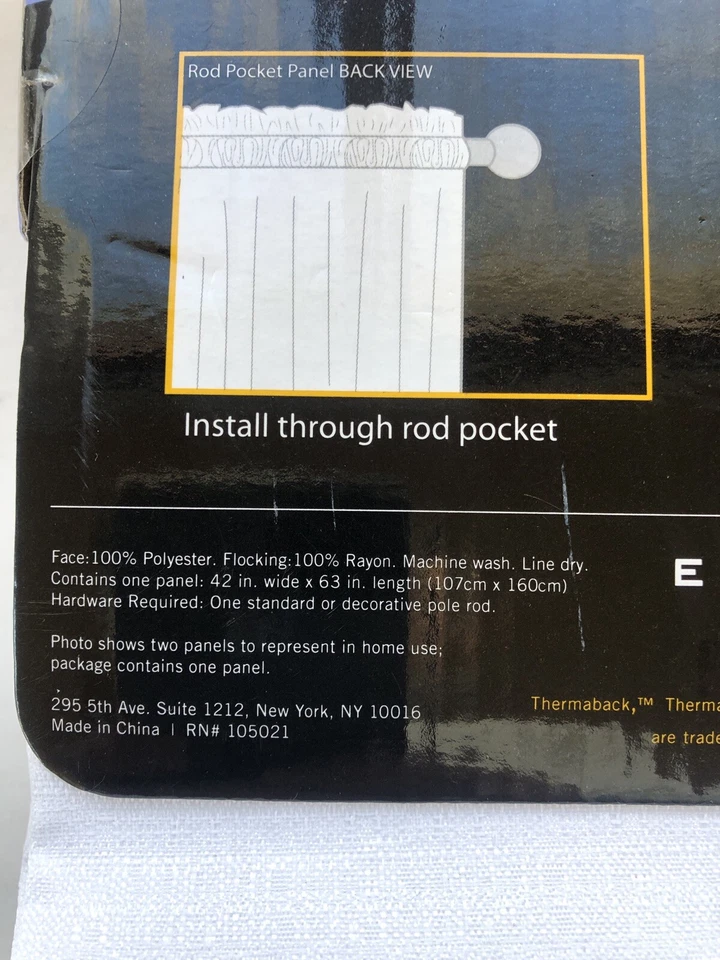 Rod Pocket Panel BACK VIEW
Install through rod pocket
Face:100% Polyester. Flocking:100% Rayon. Machine wash. Line dry.
Contains one panel: 42 in. wide x 63 in. length (107cm x 160cm)
Hardware Required: One standard or decorative pole rod.
E
Photo shows two panels to represent in home use;
package contains one panel.
295 5th Ave. Suite 1212, New York, NY 10016
Made in China | RN# 105021
Thermaback,™ Therma
are trade